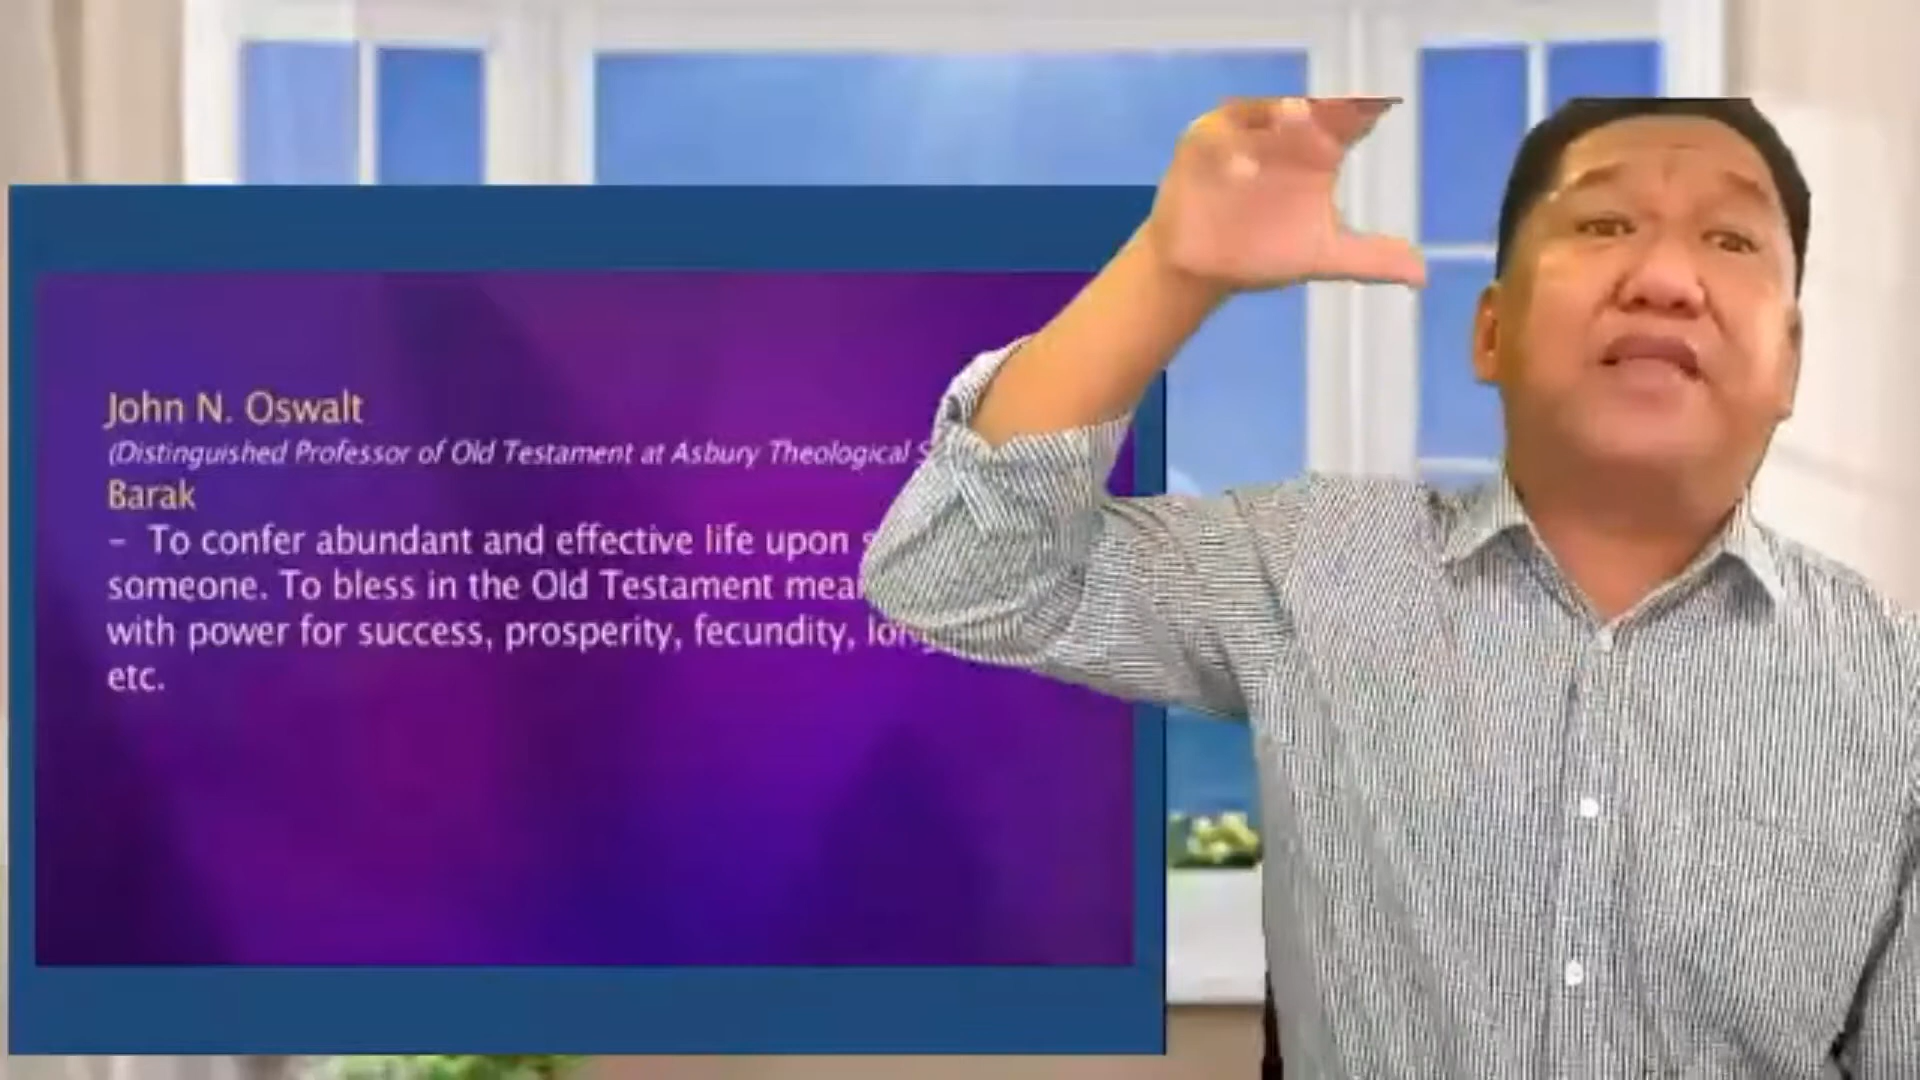 John N. Oswalt
(Distinguished Professor of Old Testament at Asbury Theological
Barak
– To confer abundant and effective life upon
someone. To bless in the Old Testament
with power for success, prosperity, fecundity,
etc.